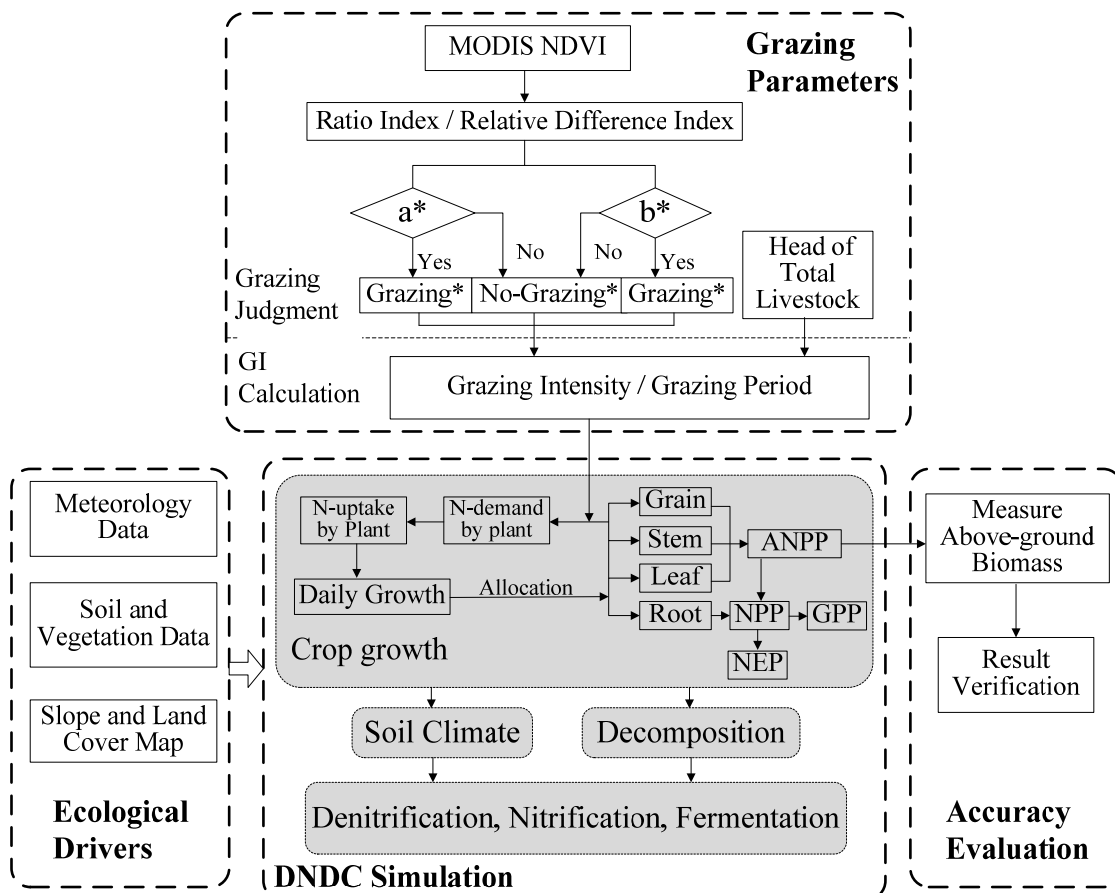 MODIS NDVI
Grazing
Parameters
Ratio Index / Relative Difference Index
a*
b*
Yes
No
No
Yes
Head of
Total
Livestock
Grazing
Judgment
Grazing*
No-Grazing*
Grazing*
GI
Calculation
Grazing Intensity / Grazing Period
Meteorology
Data
Soil and
Vegetation Data
Slope and Land
Cover Map
Ecological
Drivers
N-uptake
by Plant
N-demand
by plant
Grain
Stem
Leaf
Root
ANPP
Daily Growth
Allocation
NPP
GPP
NEP
Crop growth
Soil Climate
Decomposition
Denitrification, Nitrification, Fermentation
DNDC Simulation
Measure
Above-ground
Biomass
Result
Verification
Accuracy
Evaluation